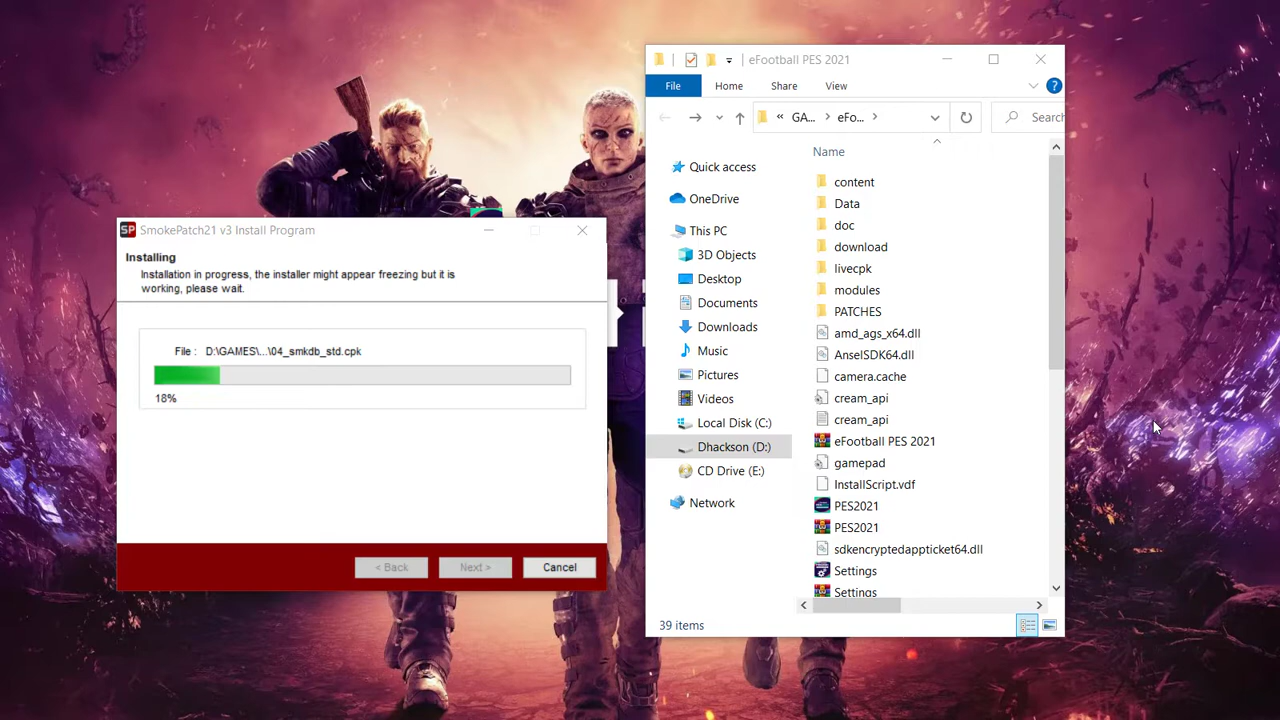 SP SmokePatch21 v3 Install Program
Installing
Installation in progress, the installer might appear freezing but it is
working, please wait.
File : D:\GAMES\...\04_smkdb_std.cpk
18%
< Back
Next >
Cancel
eFootball PES 2021
File
Home
Share
View
?
« GA... > eFo... >
Search
Quick access
OneDrive
This PC
3D Objects
Desktop
Documents
Downloads
Music
Pictures
Videos
Local Disk (C:)
Dhackson (D:)
CD Drive (E:)
Network
Name
content
Data
doc
download
livecpk
modules
PATCHES
amd_ags_x64.dll
AnselSDK64.dll
camera.cache
cream_api
cream_api
eFootball PES 2021
gamepad
InstallScript.vdf
PES2021
PES2021
sdkencryptedappticket64.dll
Settings
Settings
39 items